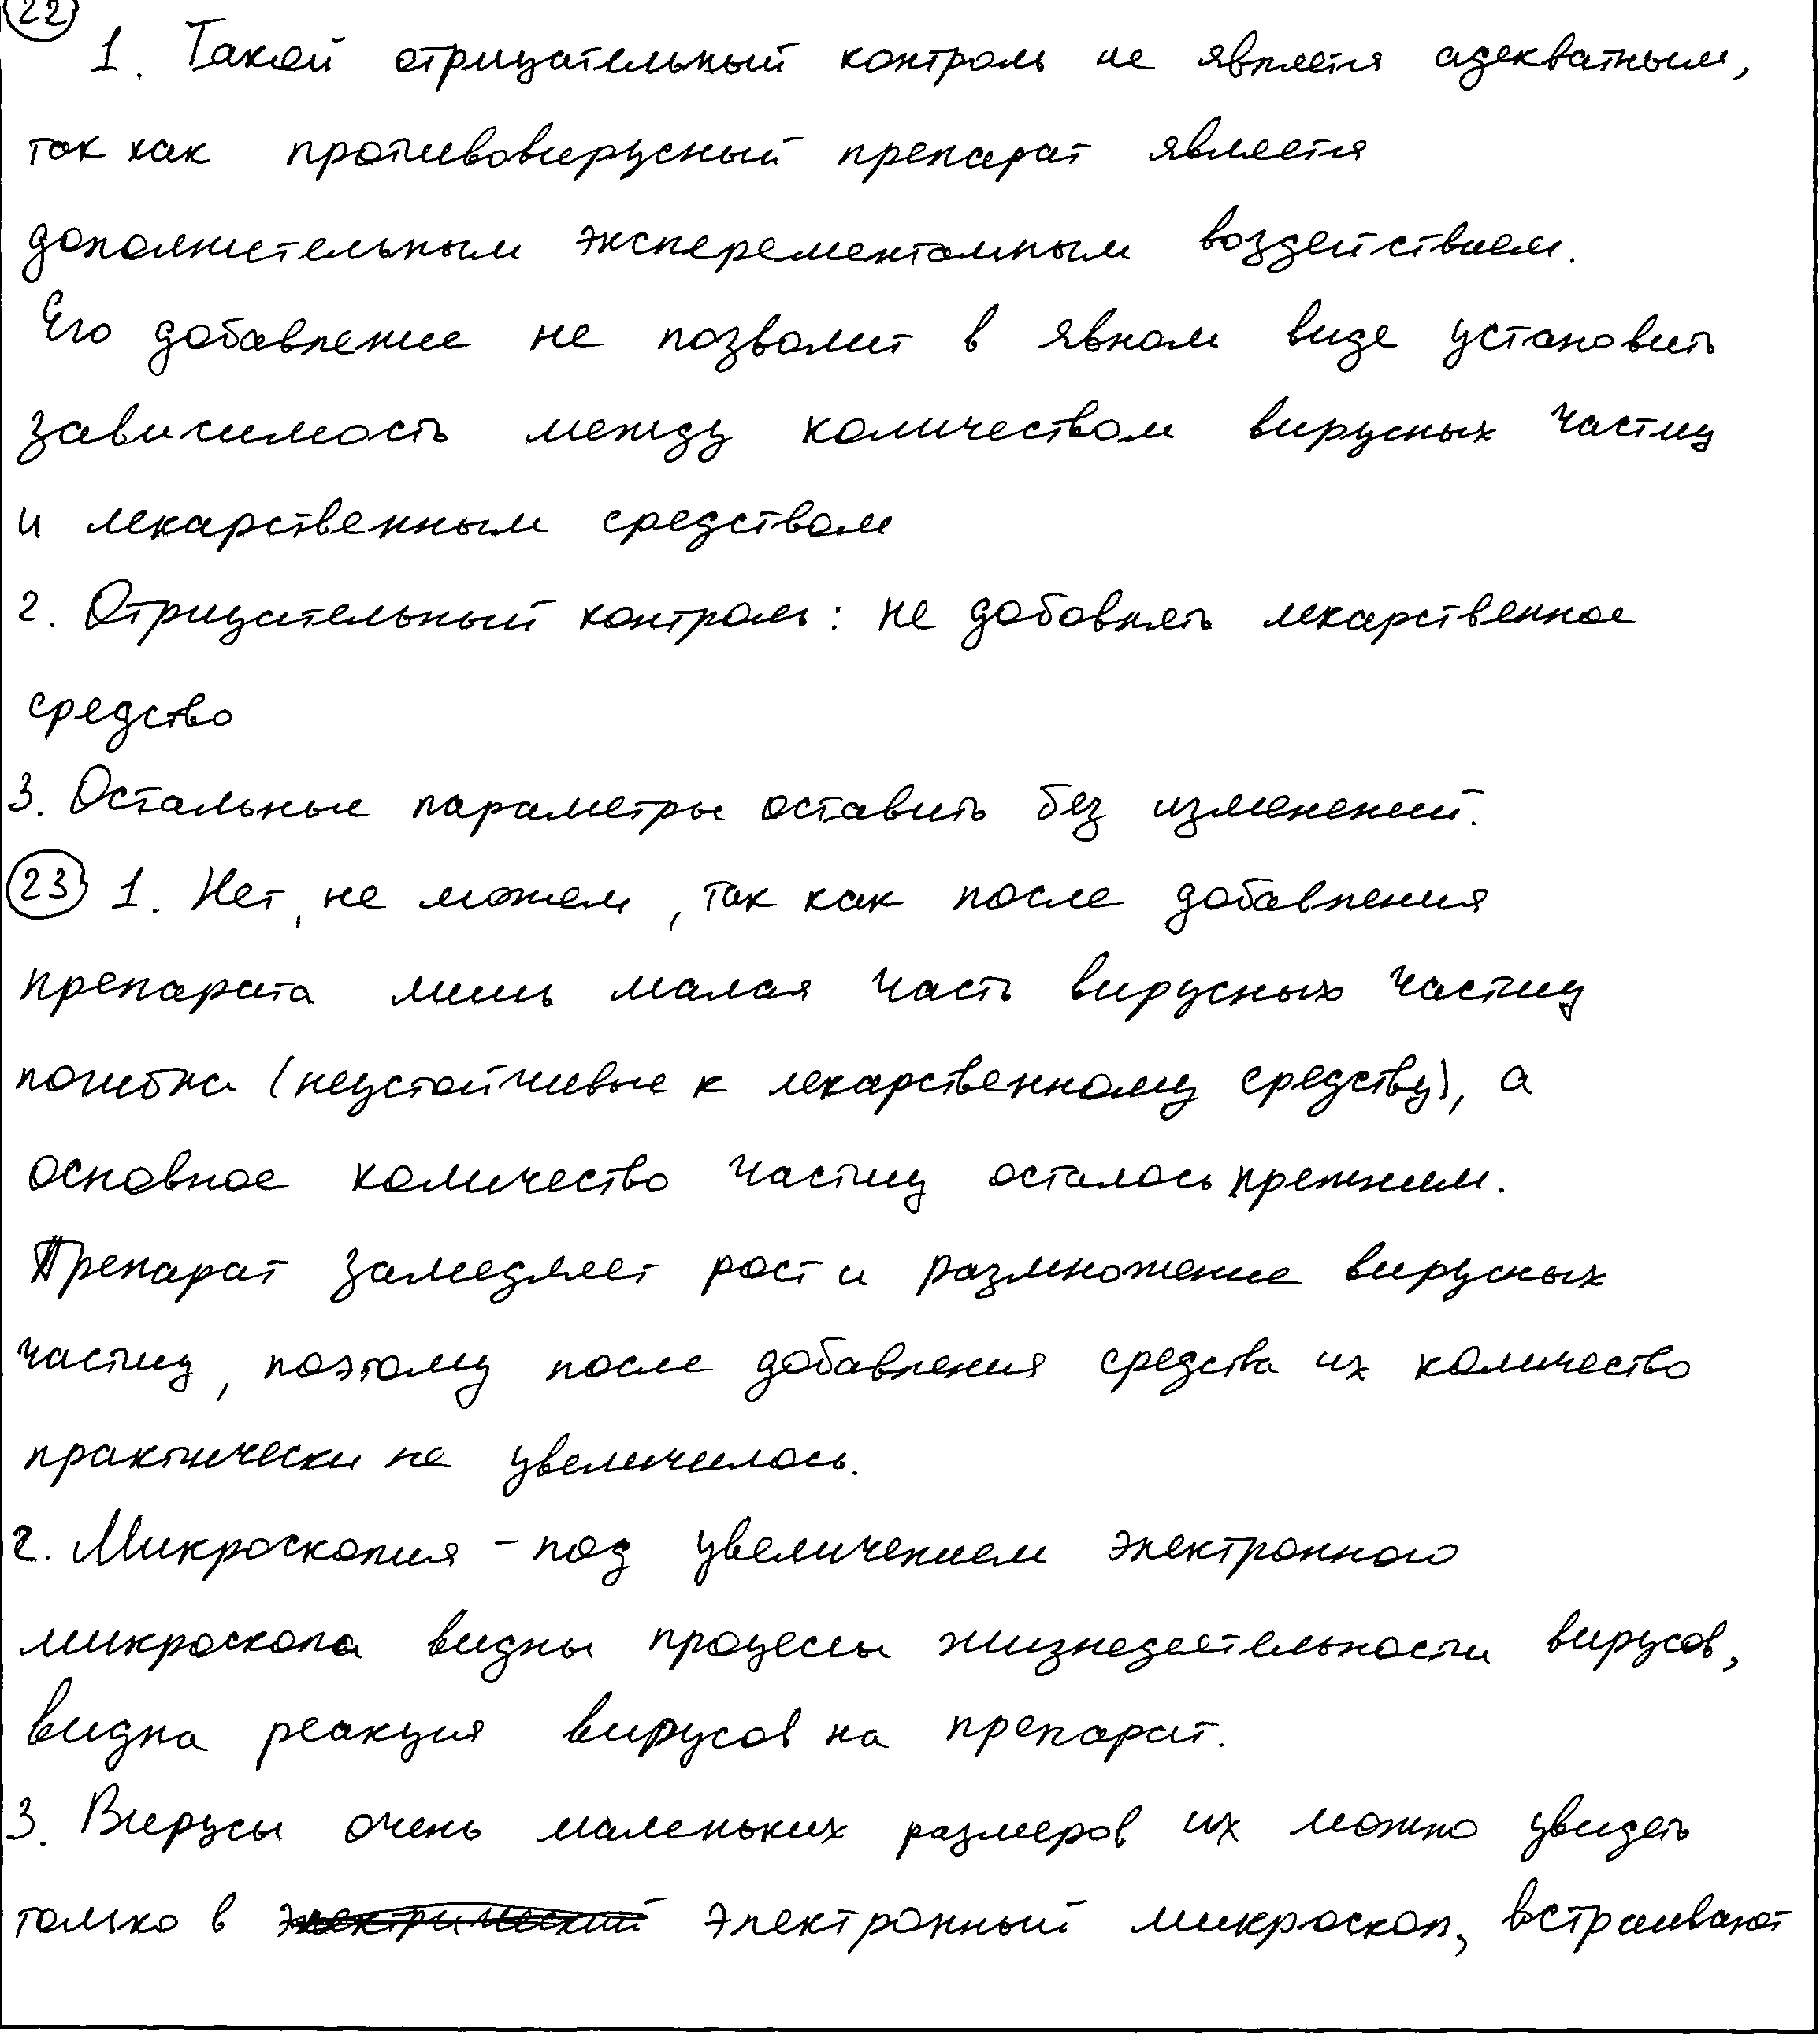 22
1. Такой отрицательный контроль не является адекватным,
так как противовирусный препарат является
дополнительным эксперементальным воздействием.
Его добавление не позволит в явном виде установить
зависимость между количеством вирусных частиц
и лекарственным средством
2. Отрицательный контроль: не добовлять лекарственное
средство
3. Остальные параметры оставить без изменений.
23 1. Нет, не можем, так как после добавления
препарата лишь малая часть вирусных частиц
погибла (неустойчивые к лекарственному средству), а
основное количество частиц осталось прежним.
Препарат замедляет рост и размножение вирусных
частиц, поэтому после добавления средства их количество
практически не увеличилось.
2. Микроскопия - под увеличением электронного
микроскопа видны процессы жизнедеятельности вирусов,
видна реакция вирусов на препарат.
3. Вирусы очень маленьких размеров их можно увидеть
только в электрический электронный микроскоп, встраивают